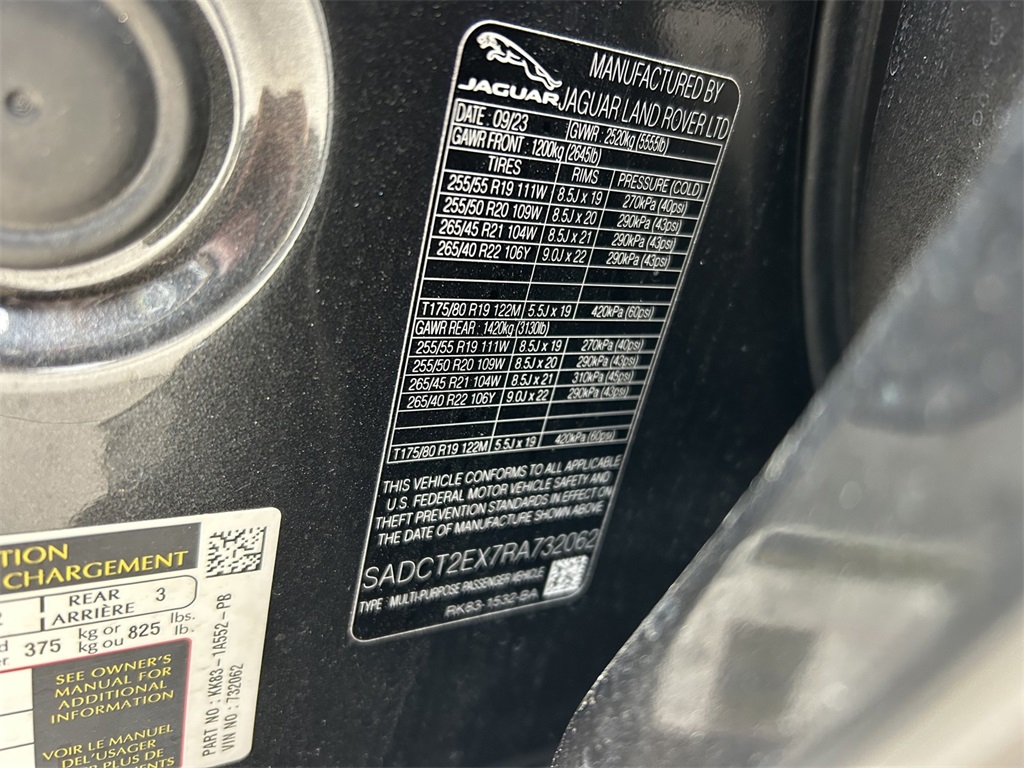 JAGUAR
MANUFACTURED BY
JAGUAR LAND ROVER LTD
DATE : 09/23 GVWR : 2520kg (5555lb)
GAWR FRONT : 1200kg (2645lb)
TIRES RIMS PRESSURE (COLD)
255/55 R19 111W 8.5J x 19 270kPa (40psi)
255/50 R20 109W 8.5J x 20 290kPa (43psi)
265/45 R21 104W 8.5J x 21 290kPa (43psi)
265/40 R22 106Y 9.0J x 22 290kPa (43psi)
T175/80 R19 122M 5.5J x 19 420kPa (60psi)
GAWR REAR : 1420kg (3130lb)
255/55 R19 111W 8.5J x 19 270kPa (40psi)
255/50 R20 109W 8.5J x 20 290kPa (43psi)
265/45 R21 104W 8.5J x 21 310kPa (45psi)
265/40 R22 106Y 9.0J x 22 290kPa (43psi)
T175/80 R19 122M 5.5J x 19 420kPa (60psi)
THIS VEHICLE CONFORMS TO ALL APPLICABLE
U.S. FEDERAL MOTOR VEHICLE SAFETY AND
THEFT PREVENTION STANDARDS IN EFFECT ON
THE DATE OF MANUFACTURE SHOWN ABOVE
SADCT2EX7RA732062
TYPE : MULTI-PURPOSE PASSENGER VEHICLE
RK83-1532-BA
TION
CHARGEMENT
2 REAR 3
ARRIÈRE
375 kg or 825 lbs.
kg ou lb.
SEE OWNER'S
MANUAL FOR
ADDITIONAL
INFORMATION
VOIR LE MANUEL
DEL'USAGER
PLUS DE
PART NO : KK83-1A552-PB
VIN NO : 732062